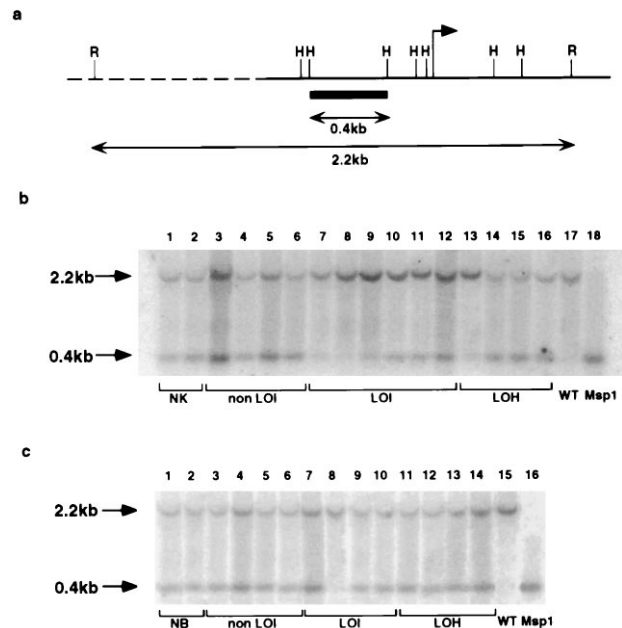 a
R H H H H H H H R
0.4kb
2.2kb
b
1 2 3 4 5 6 7 8 9 10 11 12 13 14 15 16 17 18
2.2kb
0.4kb
NK non LOI LOI LOH WT Msp1
c
1 2 3 4 5 6 7 8 9 10 11 12 13 14 15 16
2.2kb
0.4kb
NB non LOI LOI LOH WT Msp1